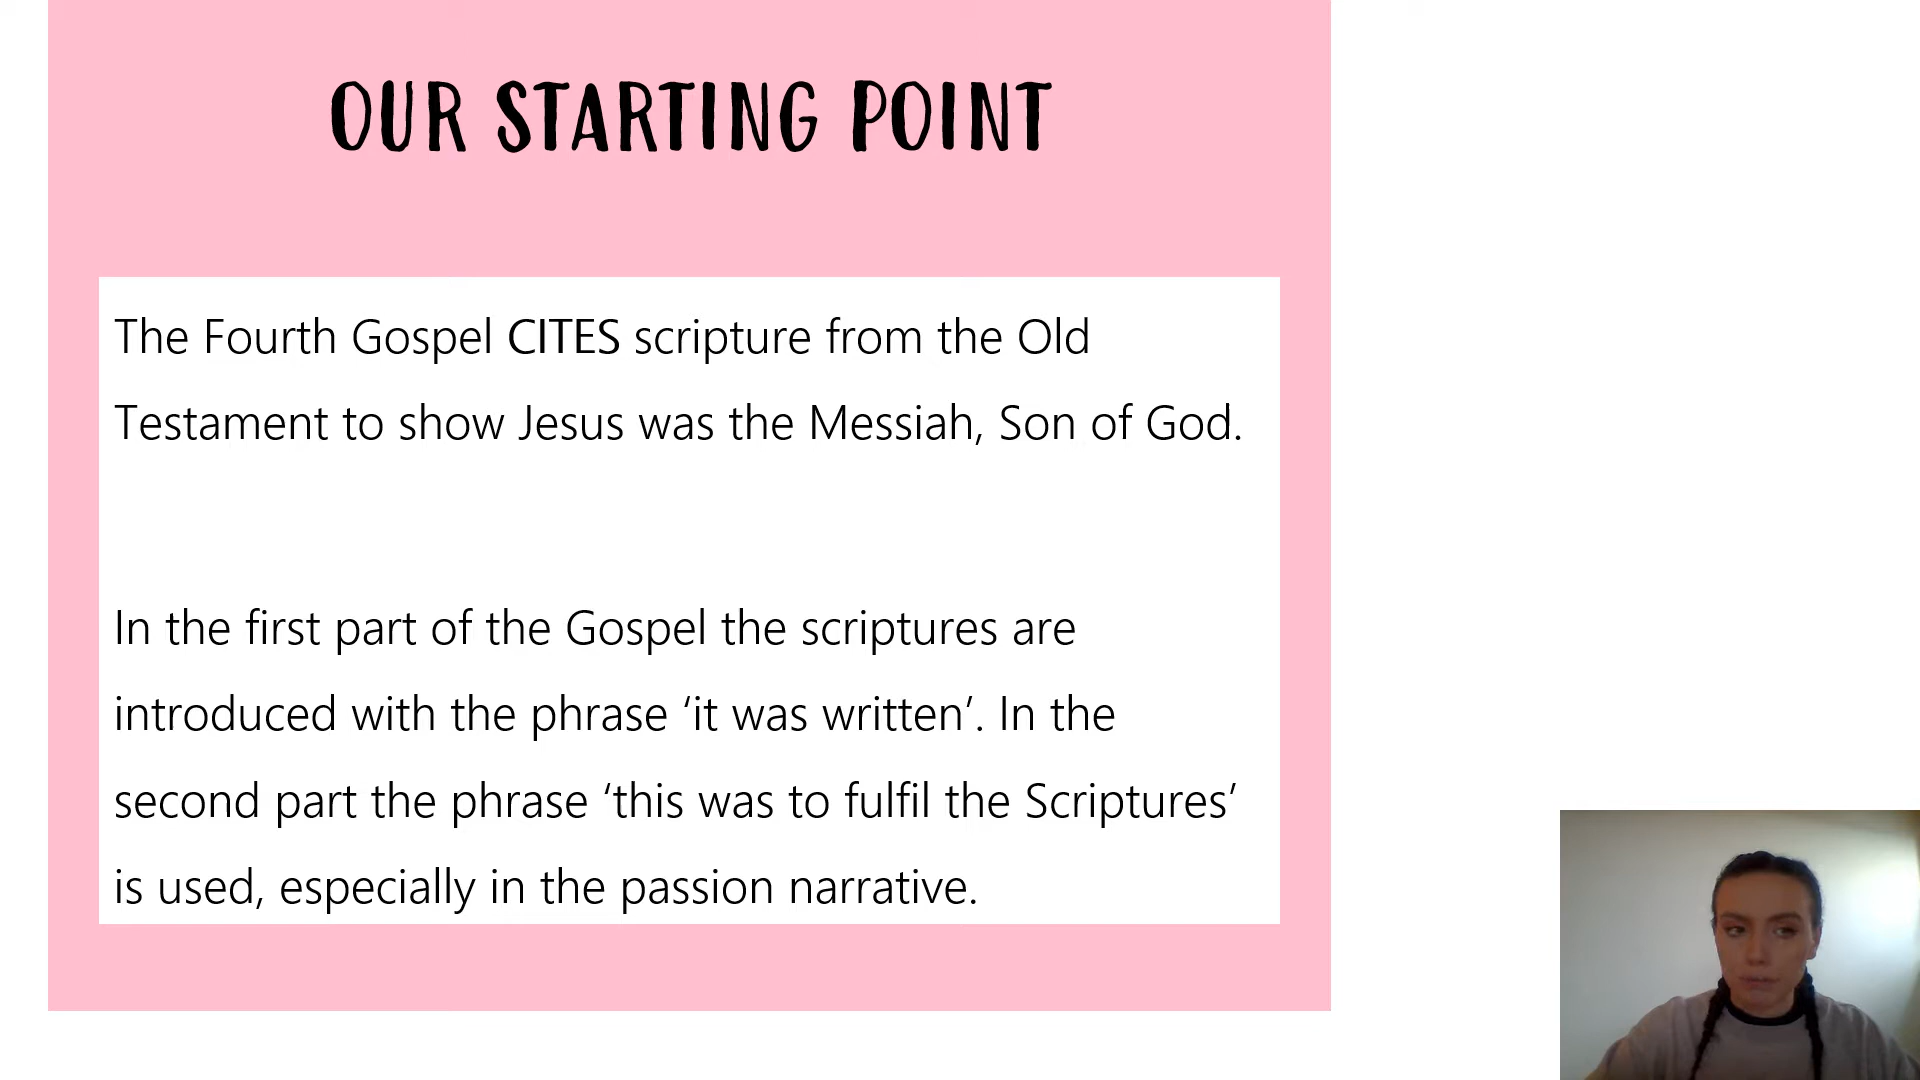 OUR STARTING POINT
The Fourth Gospel CITES scripture from the Old
Testament to show Jesus was the Messiah, Son of God.
In the first part of the Gospel the scriptures are
introduced with the phrase ‘it was written’. In the
second part the phrase ‘this was to fulfil the Scriptures’
is used, especially in the passion narrative.